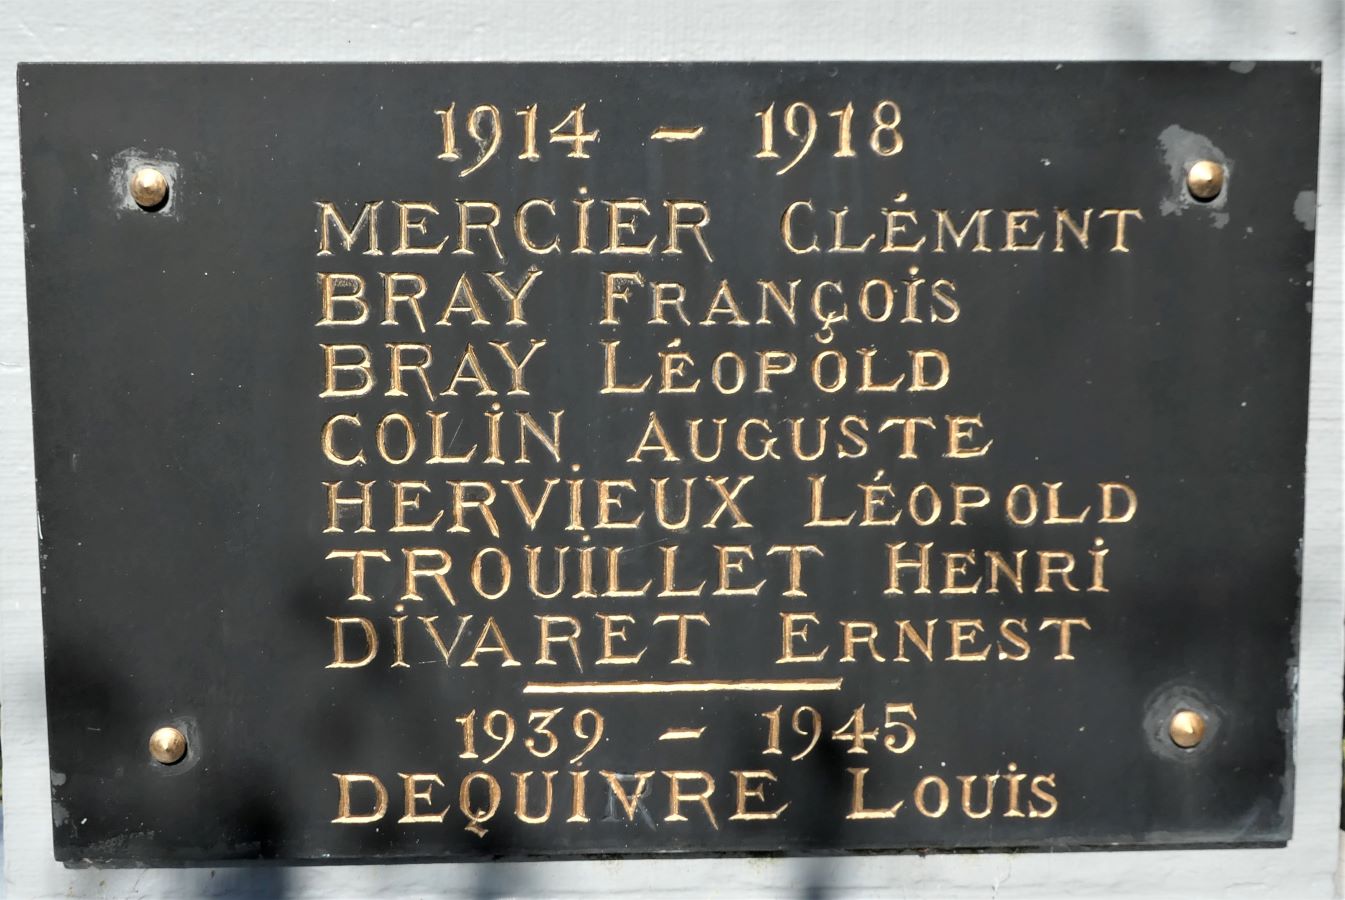 1914 - 1918
MERCIER CLÉMENT
BRAY FRANÇOIS
BRAY LÉOPOLD
COLIN AUGUSTE
HERVIEUX LÉOPOLD
TROUILLET HENRI
DIVARET ERNEST
1939 - 1945
DEQUIVRE LOUIS